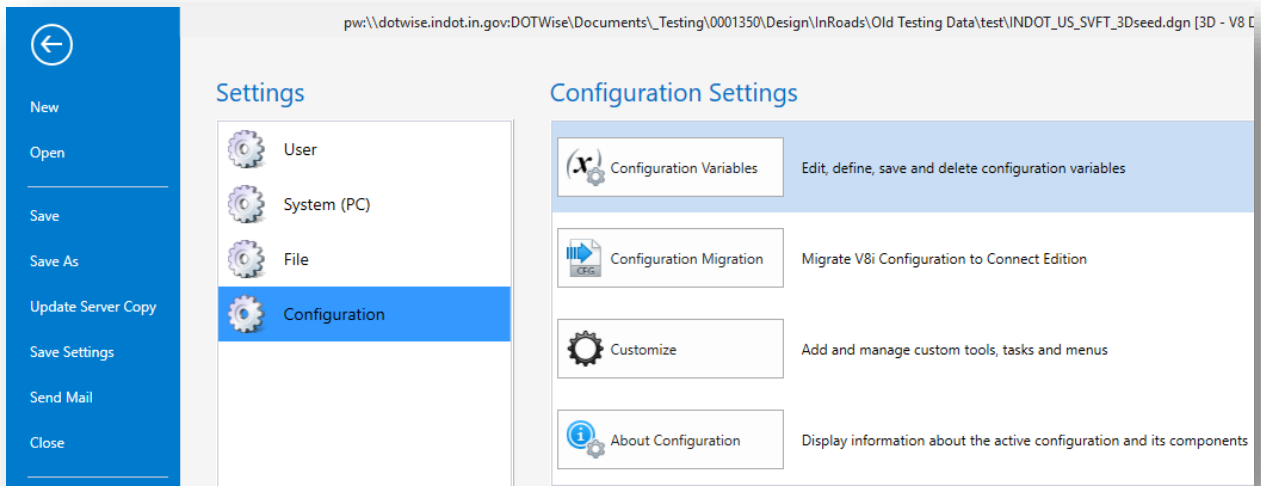 pw:\\dotwise.indot.in.gov:DOTWise\Documents\_Testing\0001350\Design\InRoads\Old Testing Data\test\INDOT_US_SVFT_3Dseed.dgn [3D - V8 D
New
Open
Save
Save As
Update Server Copy
Save Settings
Send Mail
Close
Settings
User
System (PC)
File
Configuration
Configuration Settings
(x) Configuration Variables Edit, define, save and delete configuration variables
CFG Configuration Migration Migrate V8i Configuration to Connect Edition
Customize Add and manage custom tools, tasks and menus
About Configuration Display information about the active configuration and its components